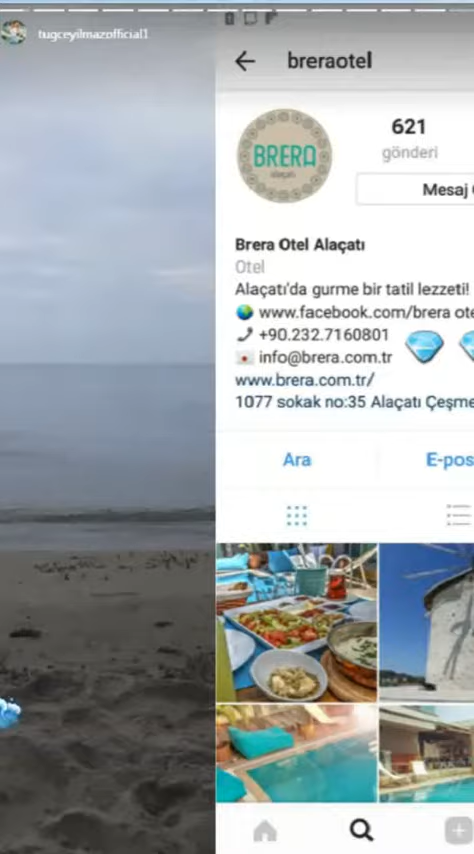 tugceyilmazofficial1
breraotel
BRERA
alaçatı
621
gönderi
Mesaj
Brera Otel Alaçatı
Otel
Alaçatı'da gurme bir tatil lezzeti!
www.facebook.com/brera ote
+90.232.7160801
info@brera.com.tr
www.brera.com.tr/
1077 sokak no:35 Alaçatı Çeşme
Ara
E-pos